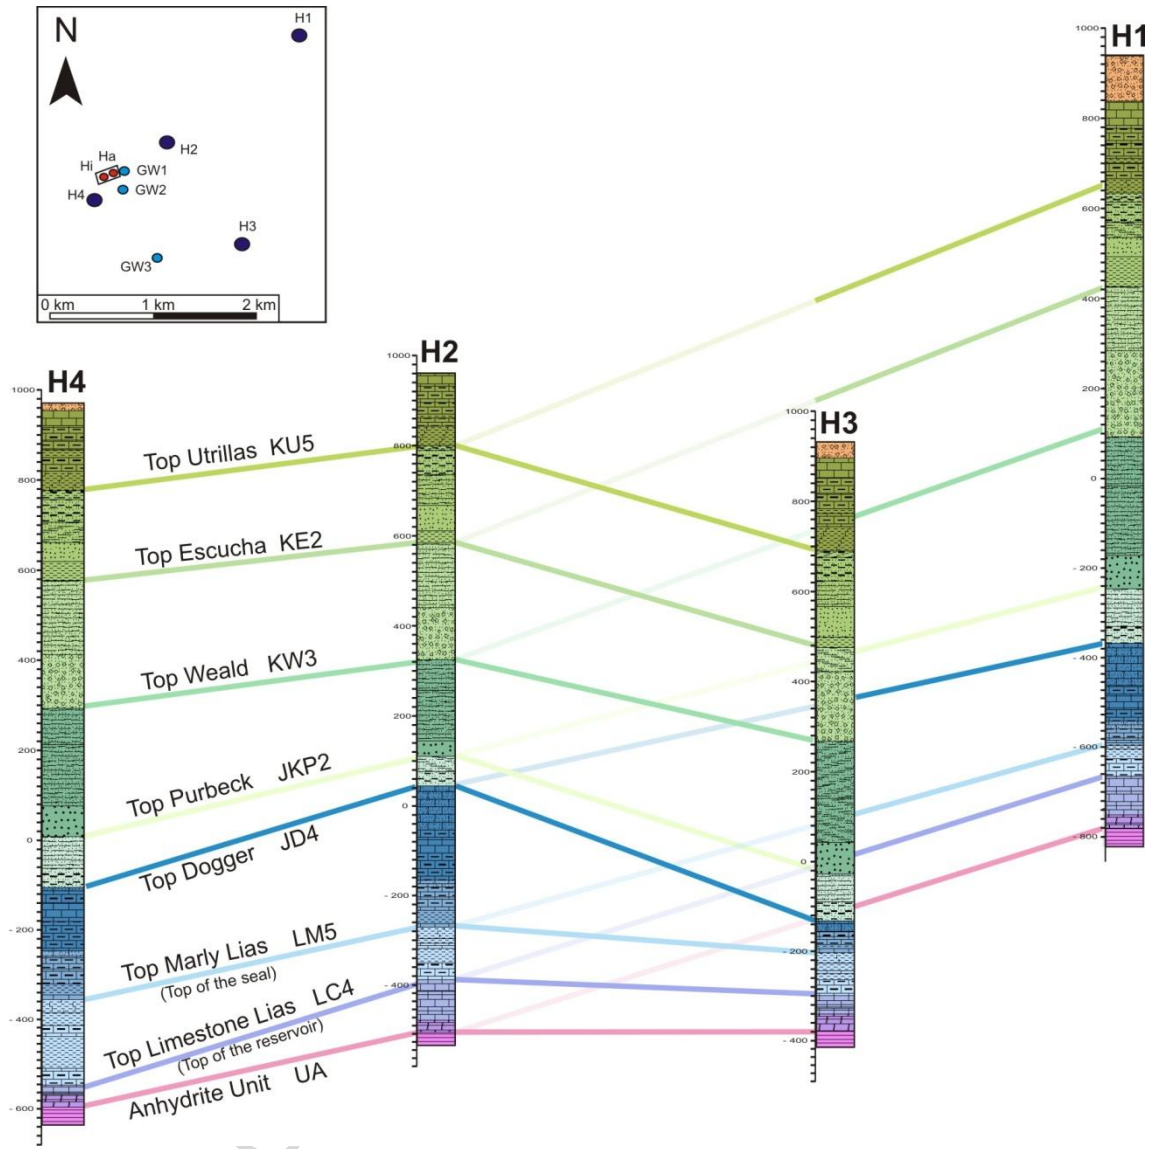 N
H1
H2
Ha
Hi
GW1
GW2
H4
H3
GW3
0 km 1 km 2 km
H1
1000
800
600
400
200
0
- 200
- 400
- 600
- 800
H4
1000
800
600
400
200
0
- 200
- 400
- 600
H2
1000
800
600
400
200
0
- 200
- 400
H3
1000
800
600
400
200
0
- 200
- 400
Top Utrillas KU5
Top Escucha KE2
Top Weald KW3
Top Purbeck JKP2
Top Dogger JD4
Top Marly Lias LM5
(Top of the seal)
Top Limestone Lias LC4
(Top of the reservoir)
Anhydrite Unit UA